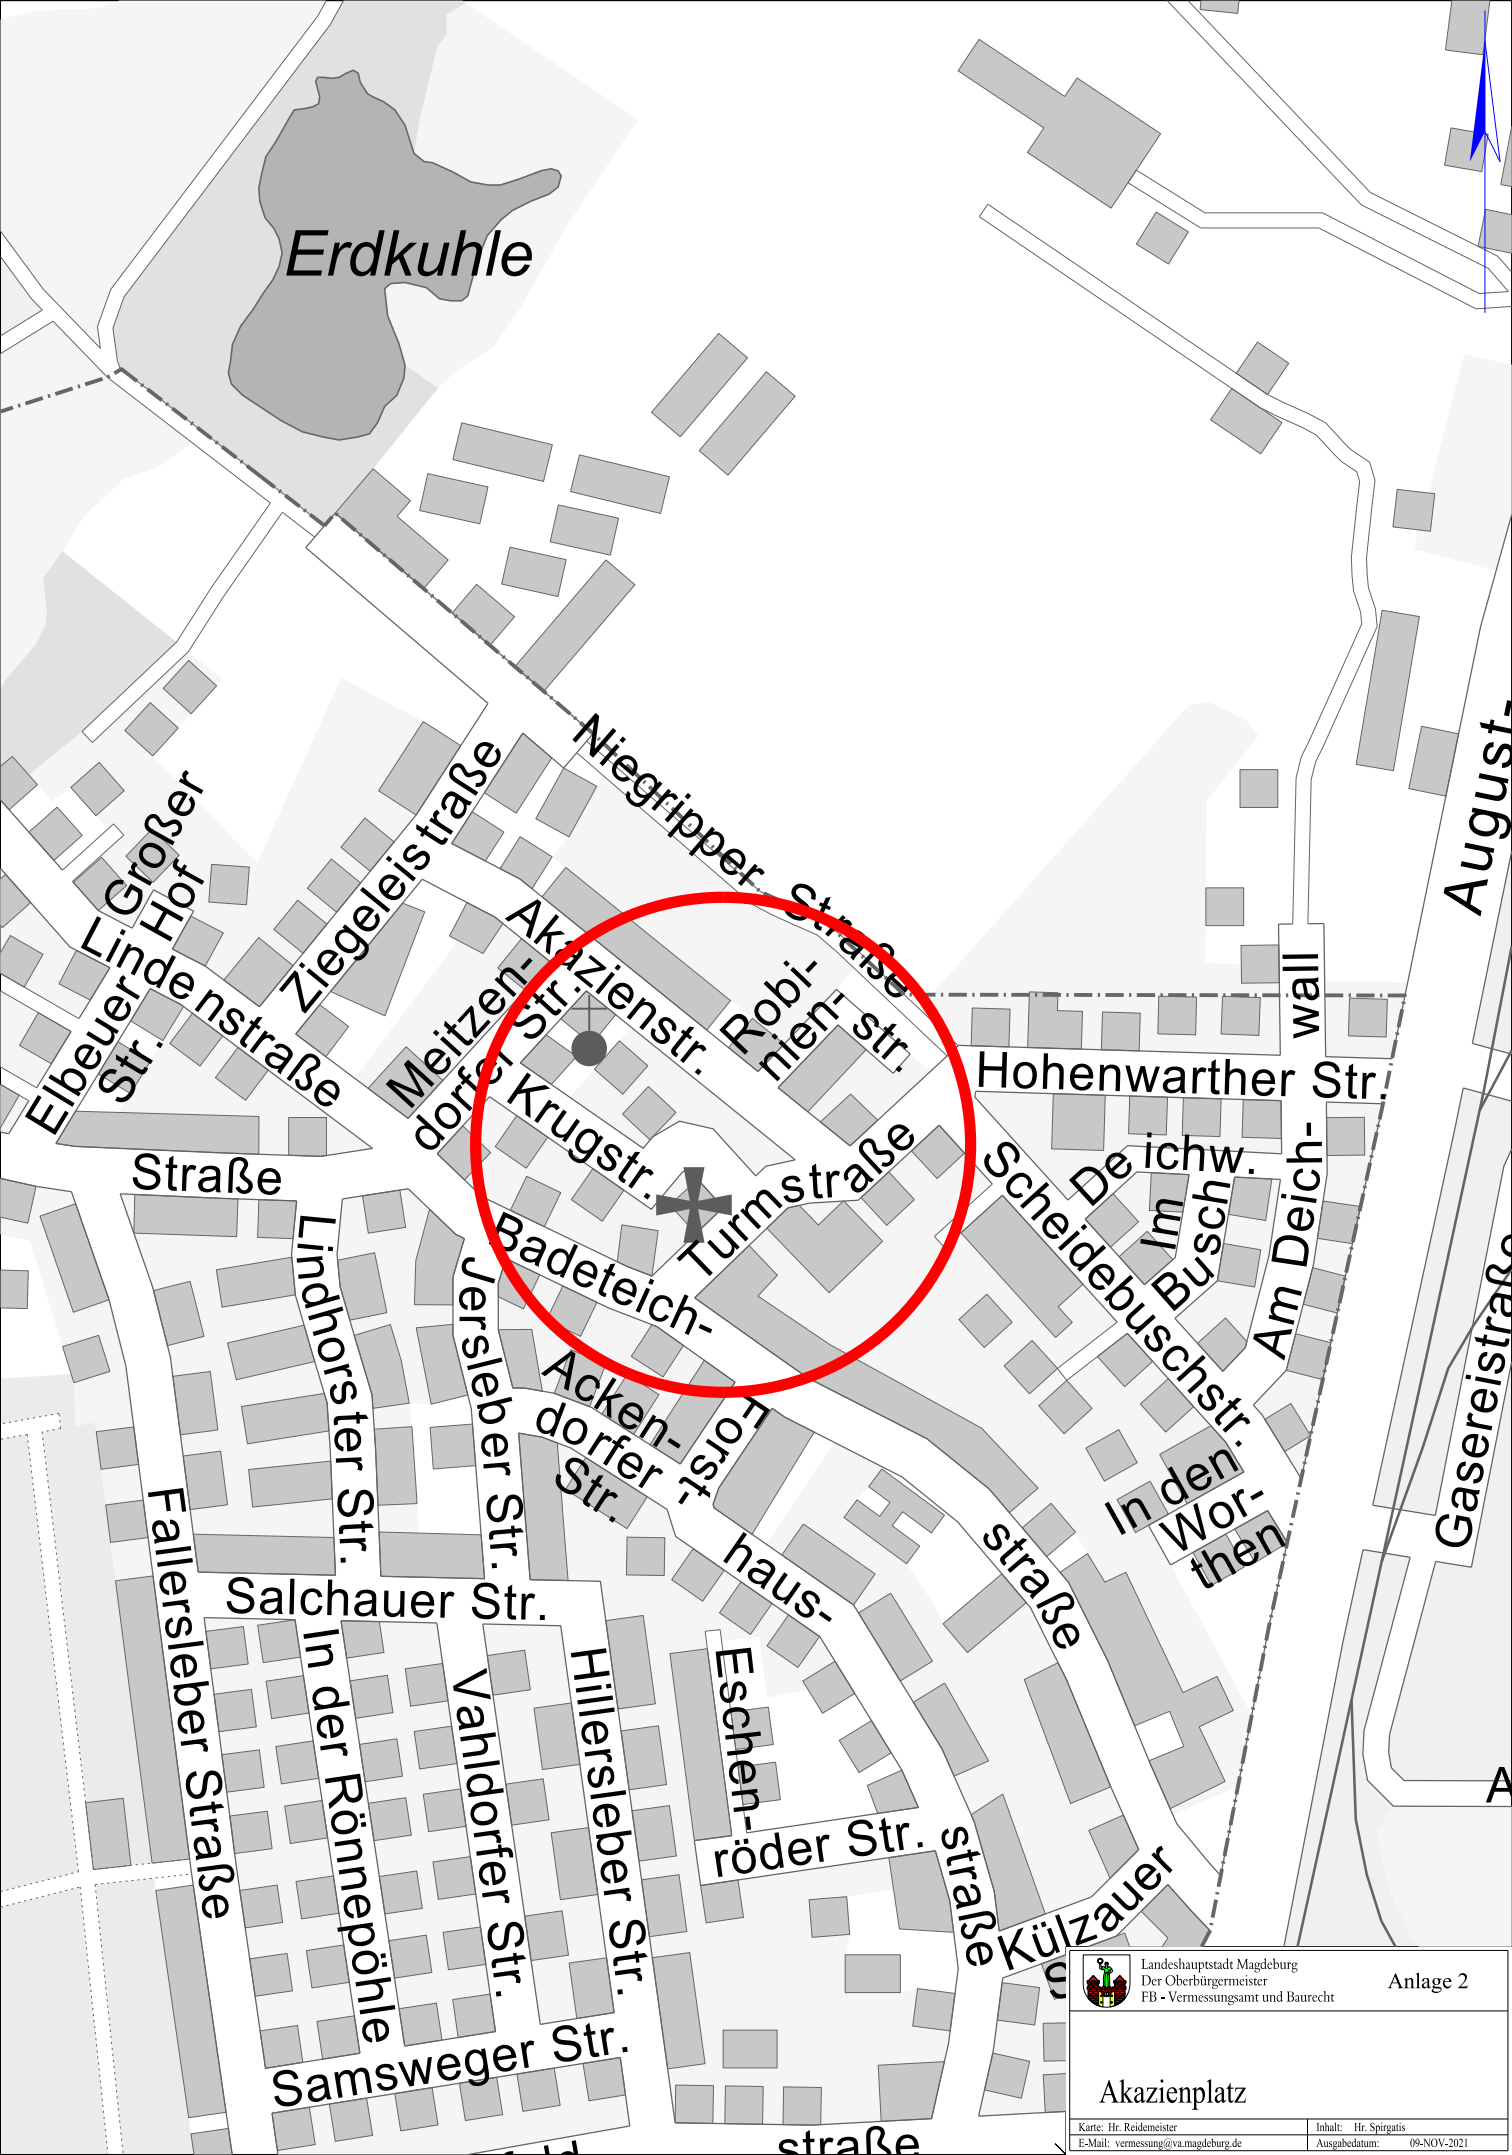 Erdkuhle
August-
Niegripper Straße
Großer
Hof
Ziegeleistraße
Lindenstraße
Elbeuer
Str.
Akazienstr.
Meitzen-
dorfer Str.
Robi-
nien-
str.
Krugstr.
Hohenwarther Str.
wall
Am Deich-
Straße
Turmstraße
Badeteich-
straße
Scheidebuschstr.
Im
Deichw.
Busch
Gasereistraße
Lindhorster Str.
Jersleber Str.
Acken-
dorfer
Str.
Forst-
haus-
straße
In den
Wor-
then
Fallersleber Straße
Salchauer Str.
In der Rönnepöhle
Vahldorfer Str.
Hillersleber Str.
Eschen-
röder Str.
Külzauer
Samsweger Str.
straße
A
Landeshauptstadt Magdeburg
Der Oberbürgermeister
FB - Vermessungsamt und Baurecht
Anlage 2
Akazienplatz
Karte: Hr. Reidemeister
Inhalt: Hr. Spirgatis
E-Mail: vermessung@va.magdeburg.de
Ausgabedatum: 09-NOV-2021